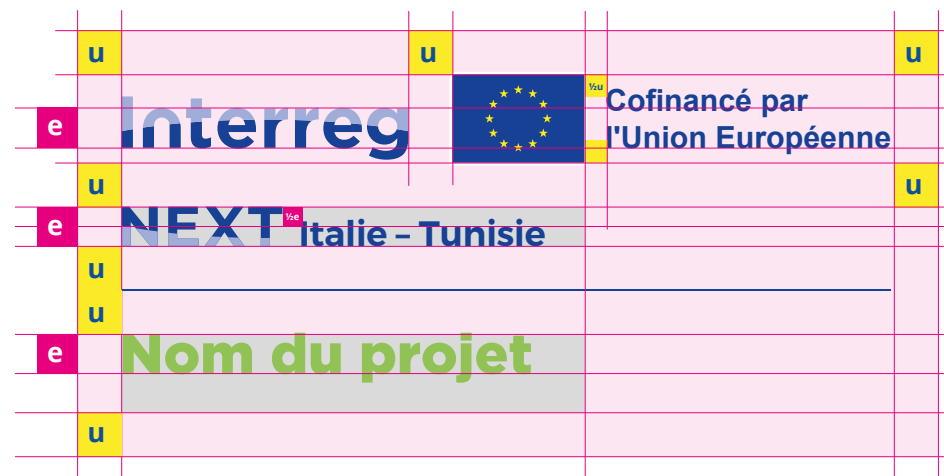 u u u
½u
Cofinancé par
e Interreg
l'Union Européenne
u u
e NEXT ½e Italie – Tunisie
u
u
e Nom du projet
u